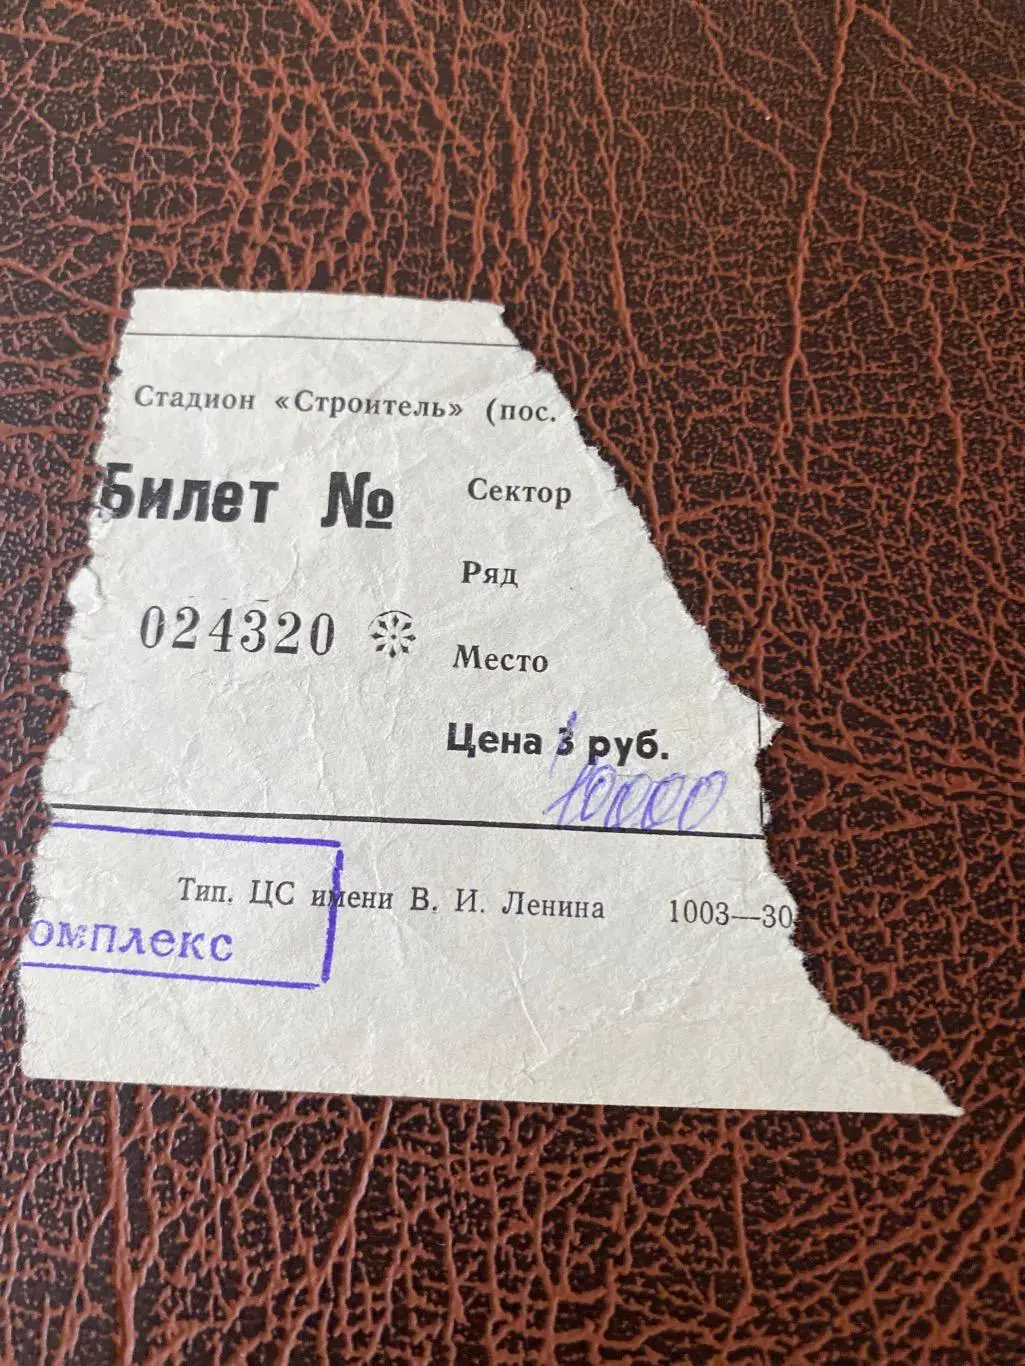 Стадион «Строитель» (пос.
Билет №
Сектор
Ряд
024320
Место
Цена 3 руб.
10000
Тип. ЦС имени В. И. Ленина 1003—30
омплекс